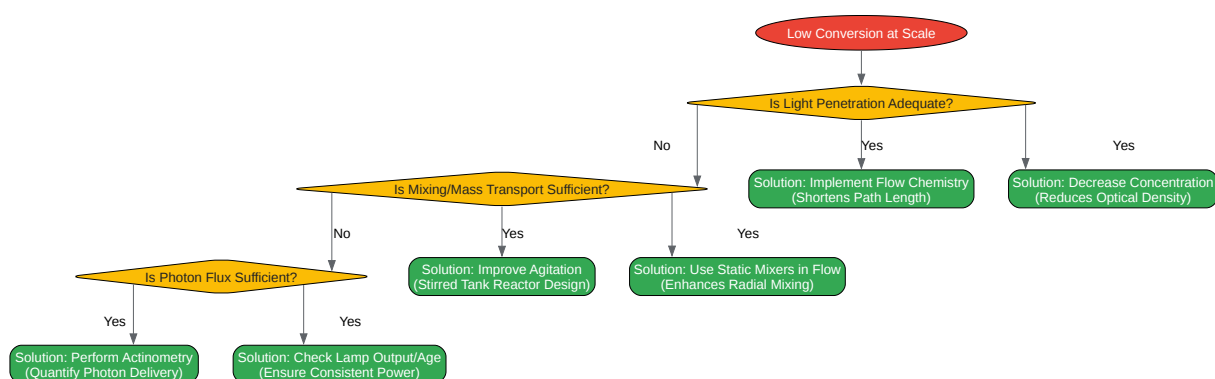 Low Conversion at Scale
Is Light Penetration Adequate?
No
Yes
Yes
Is Mixing/Mass Transport Sufficient?
Solution: Implement Flow Chemistry
(Shortens Path Length)
Solution: Decrease Concentration
(Reduces Optical Density)
No
Yes
Yes
Is Photon Flux Sufficient?
Solution: Improve Agitation
(Stirred Tank Reactor Design)
Solution: Use Static Mixers in Flow
(Enhances Radial Mixing)
Yes
Yes
Solution: Perform Actinometry
(Quantify Photon Delivery)
Solution: Check Lamp Output/Age
(Ensure Consistent Power)